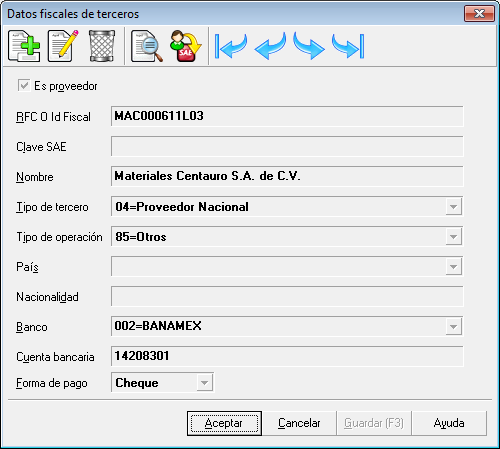 Datos fiscales de terceros
SAE
Es proveedor
RFC O Id Fiscal MAC000611L03
Clave SAE
Nombre Materiales Centauro S.A. de C.V.
Tipo de tercero 04=Proveedor Nacional
Tipo de operación 85=Otros
País
Nacionalidad
Banco 002=BANAMEX
Cuenta bancaria 14208301
Forma de pago Cheque
Aceptar Cancelar Guardar (F3) Ayuda